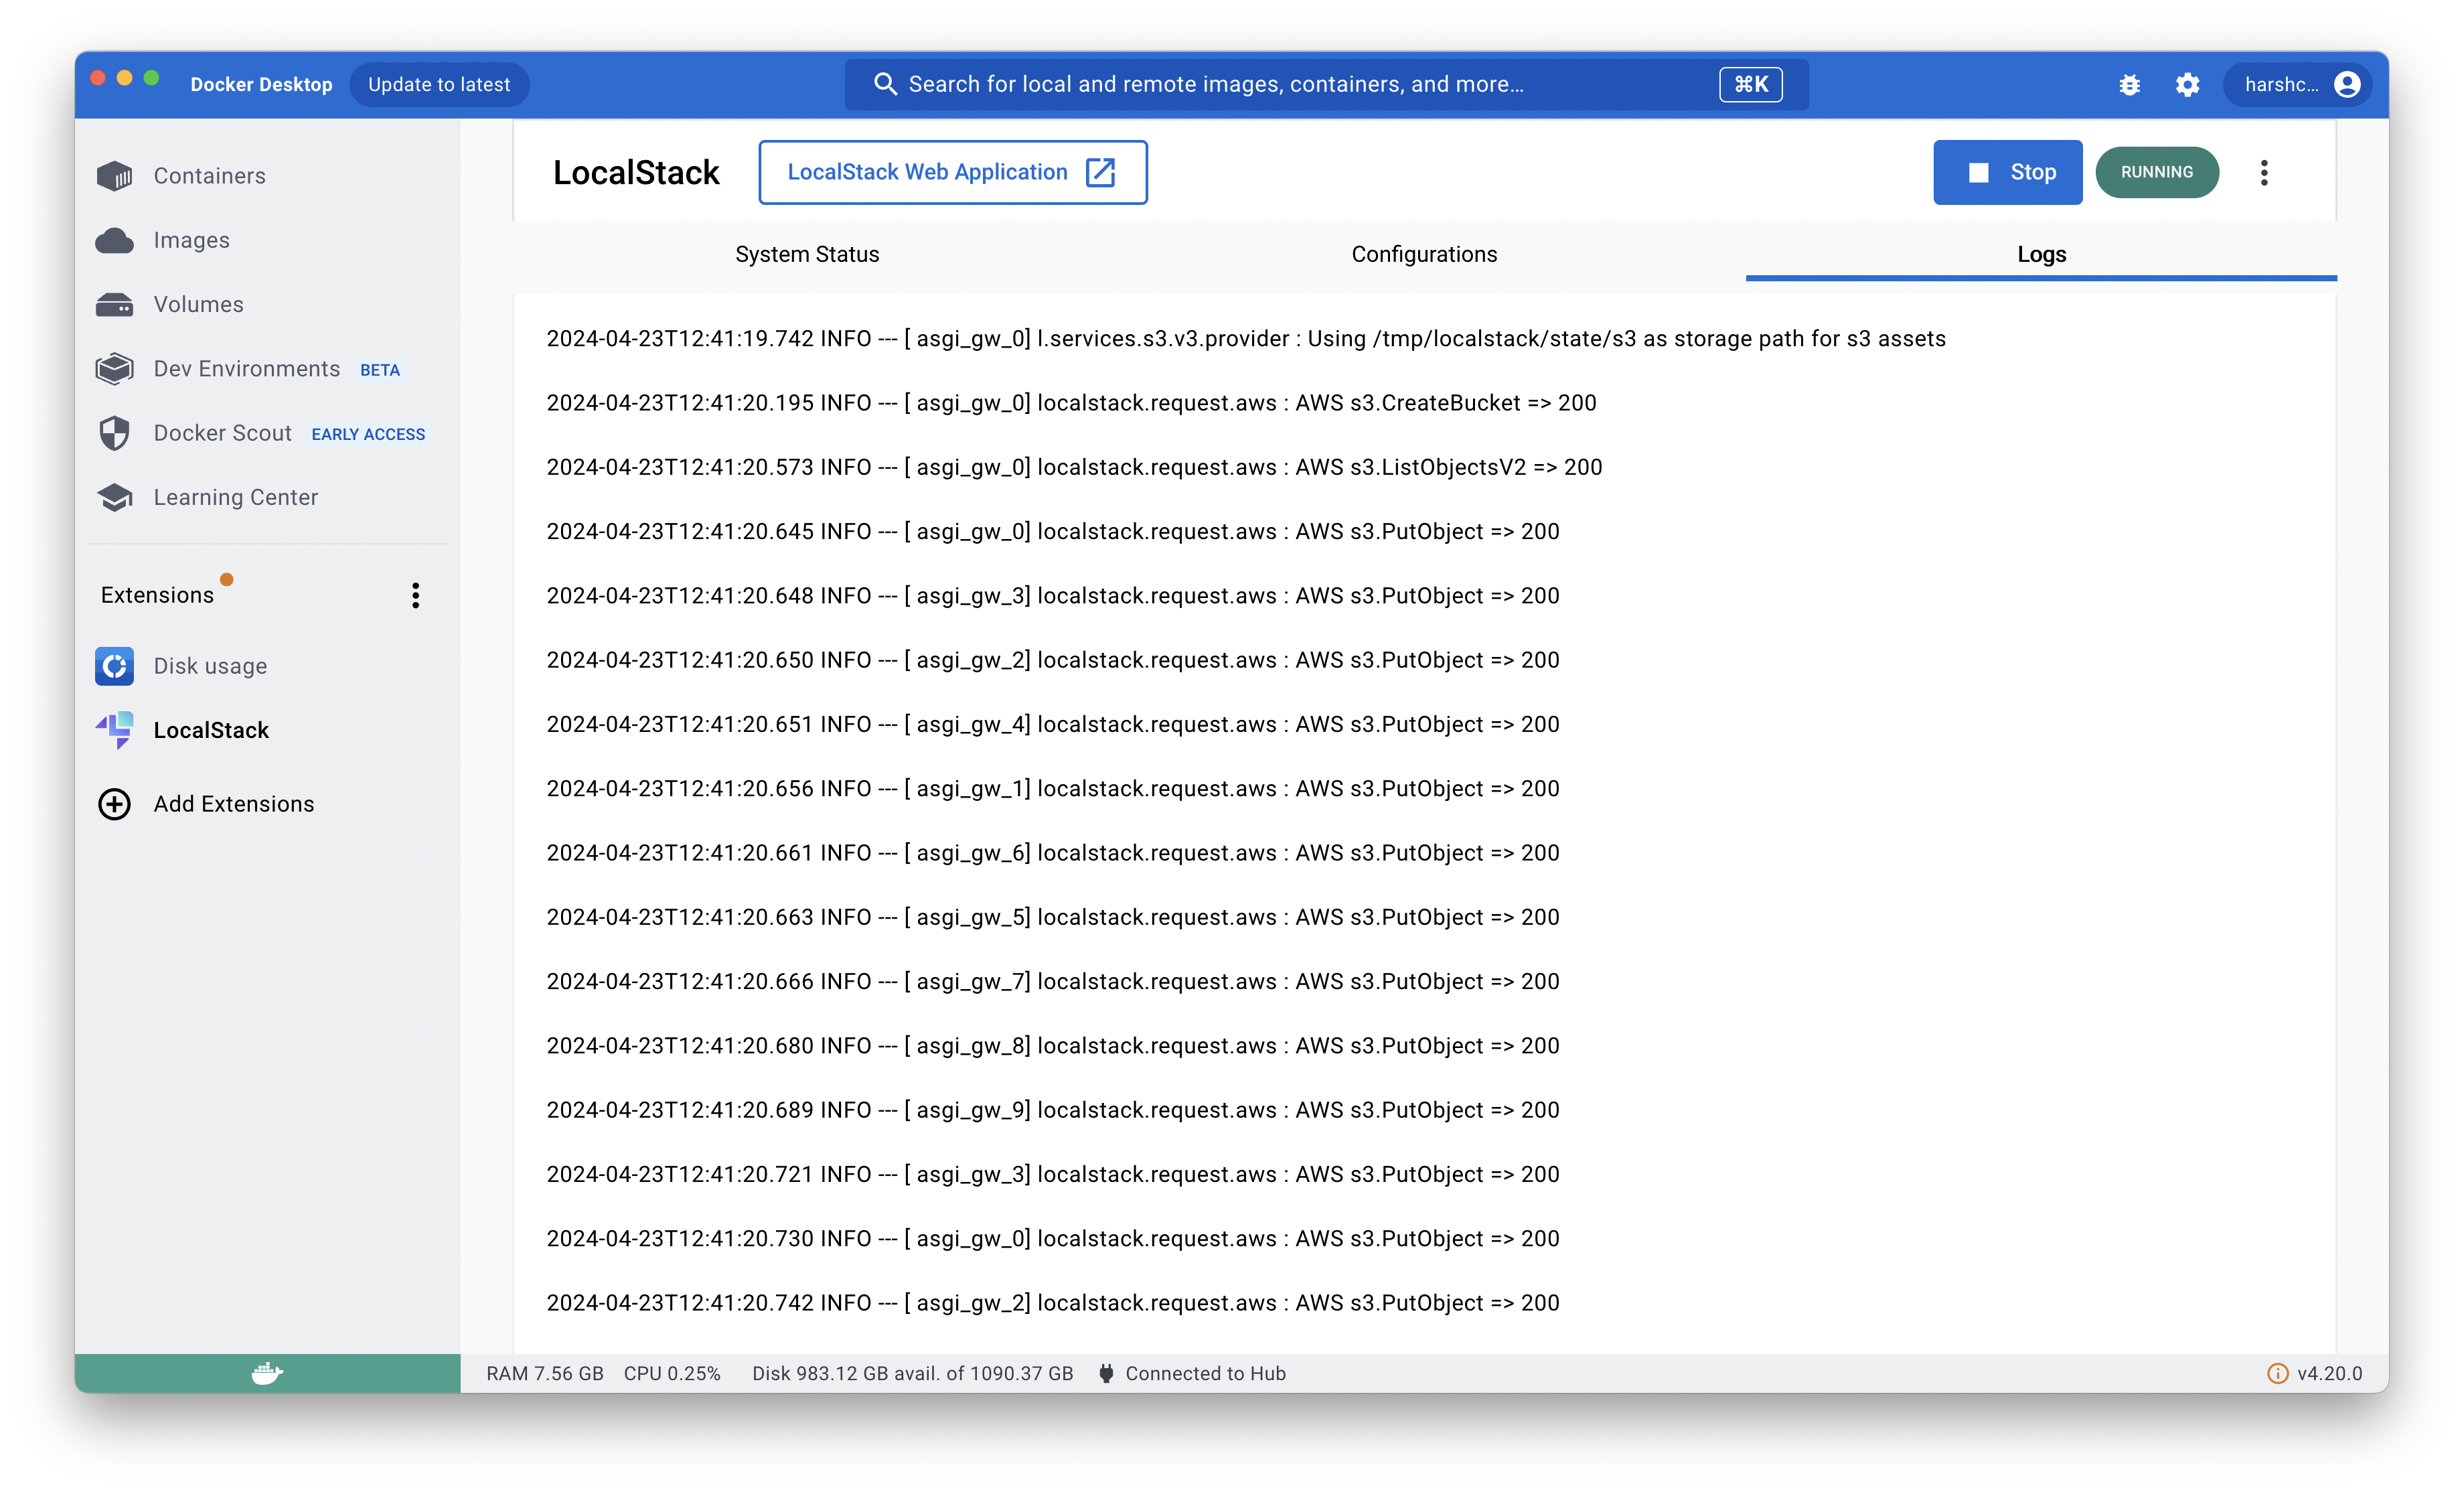 Docker Desktop Update to latest Search for local and remote images, containers, and more... ⌘K harshc...
Containers
Images
Volumes
Dev Environments BETA
Docker Scout EARLY ACCESS
Learning Center
Extensions
Disk usage
LocalStack
Add Extensions
LocalStack LocalStack Web Application Stop RUNNING
System Status Configurations Logs
2024-04-23T12:41:19.742 INFO --- [ asgi_gw_0] l.services.s3.v3.provider : Using /tmp/localstack/state/s3 as storage path for s3 assets
2024-04-23T12:41:20.195 INFO --- [ asgi_gw_0] localstack.request.aws : AWS s3.CreateBucket => 200
2024-04-23T12:41:20.573 INFO --- [ asgi_gw_0] localstack.request.aws : AWS s3.ListObjectsV2 => 200
2024-04-23T12:41:20.645 INFO --- [ asgi_gw_0] localstack.request.aws : AWS s3.PutObject => 200
2024-04-23T12:41:20.648 INFO --- [ asgi_gw_3] localstack.request.aws : AWS s3.PutObject => 200
2024-04-23T12:41:20.650 INFO --- [ asgi_gw_2] localstack.request.aws : AWS s3.PutObject => 200
2024-04-23T12:41:20.651 INFO --- [ asgi_gw_4] localstack.request.aws : AWS s3.PutObject => 200
2024-04-23T12:41:20.656 INFO --- [ asgi_gw_1] localstack.request.aws : AWS s3.PutObject => 200
2024-04-23T12:41:20.661 INFO --- [ asgi_gw_6] localstack.request.aws : AWS s3.PutObject => 200
2024-04-23T12:41:20.663 INFO --- [ asgi_gw_5] localstack.request.aws : AWS s3.PutObject => 200
2024-04-23T12:41:20.666 INFO --- [ asgi_gw_7] localstack.request.aws : AWS s3.PutObject => 200
2024-04-23T12:41:20.680 INFO --- [ asgi_gw_8] localstack.request.aws : AWS s3.PutObject => 200
2024-04-23T12:41:20.689 INFO --- [ asgi_gw_9] localstack.request.aws : AWS s3.PutObject => 200
2024-04-23T12:41:20.721 INFO --- [ asgi_gw_3] localstack.request.aws : AWS s3.PutObject => 200
2024-04-23T12:41:20.730 INFO --- [ asgi_gw_0] localstack.request.aws : AWS s3.PutObject => 200
2024-04-23T12:41:20.742 INFO --- [ asgi_gw_2] localstack.request.aws : AWS s3.PutObject => 200
RAM 7.56 GB CPU 0.25% Disk 983.12 GB avail. of 1090.37 GB Connected to Hub v4.20.0